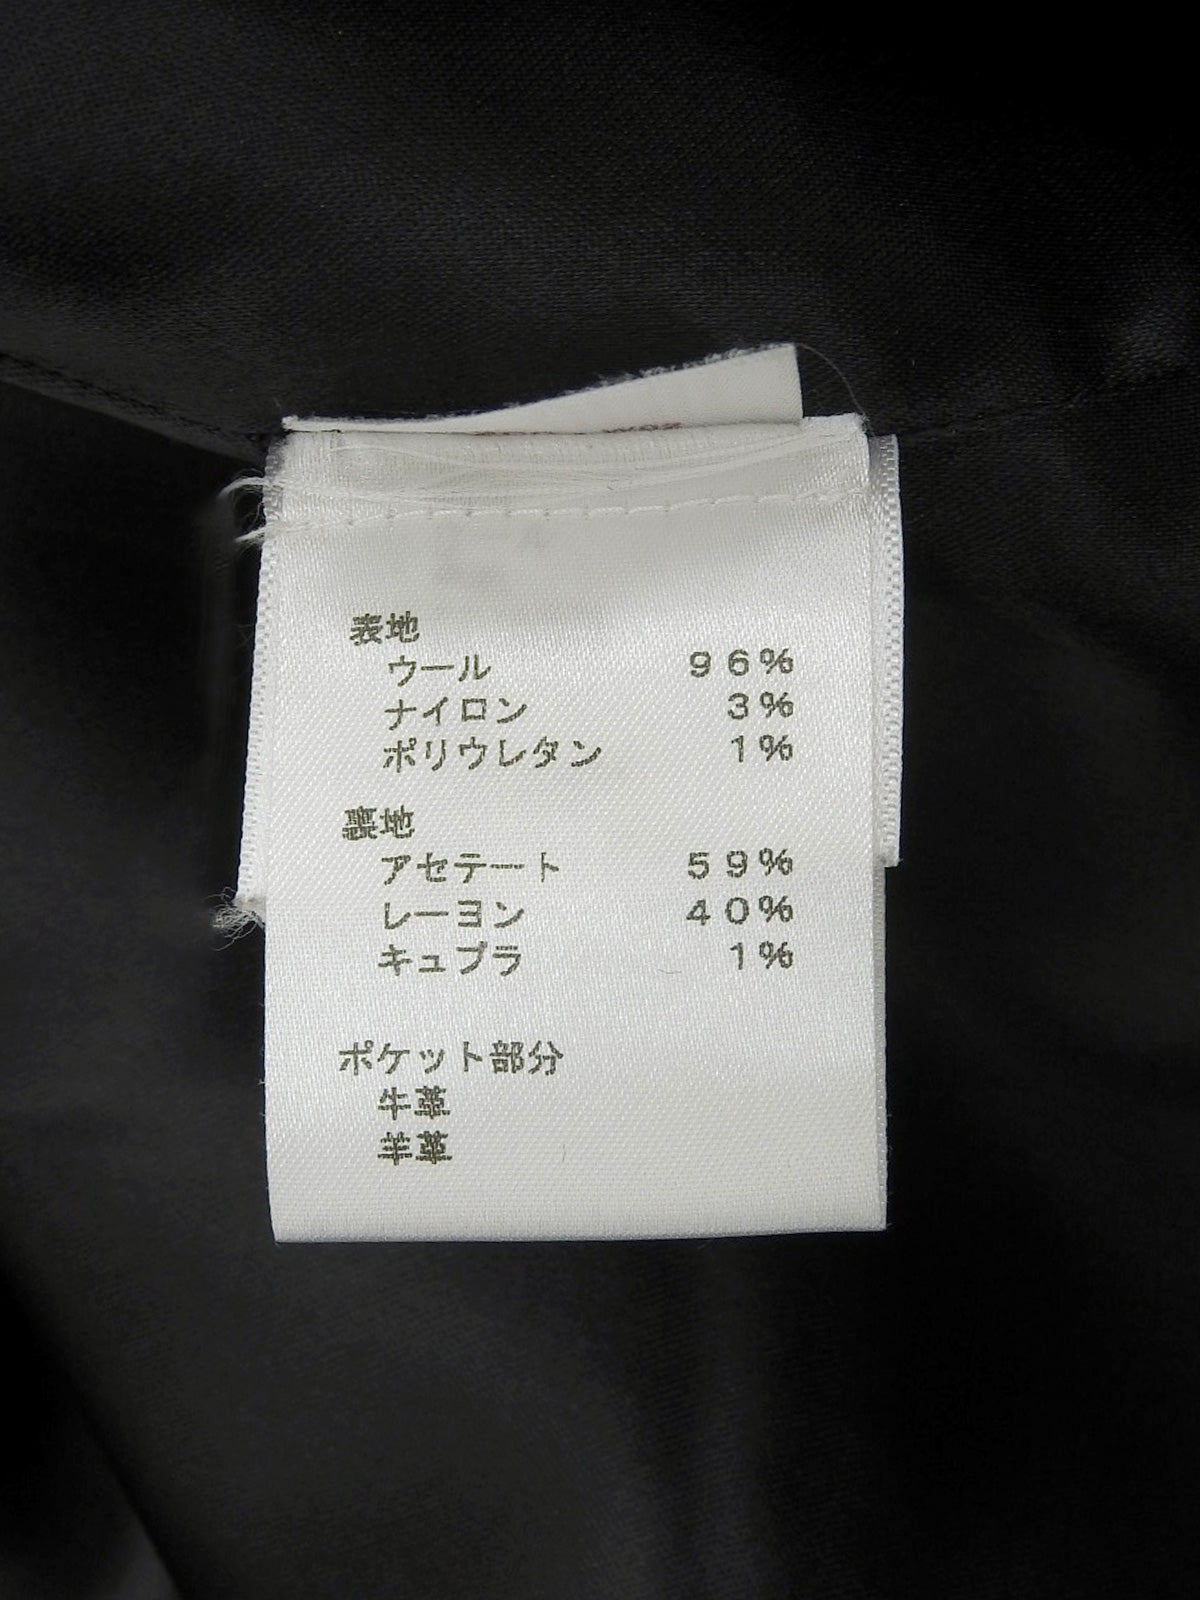 表地
ウール 96%
ナイロン 3%
ポリウレタン 1%
裏地
アセテート 59%
レーヨン 40%
キュプラ 1%
ポケット部分
牛革
羊革